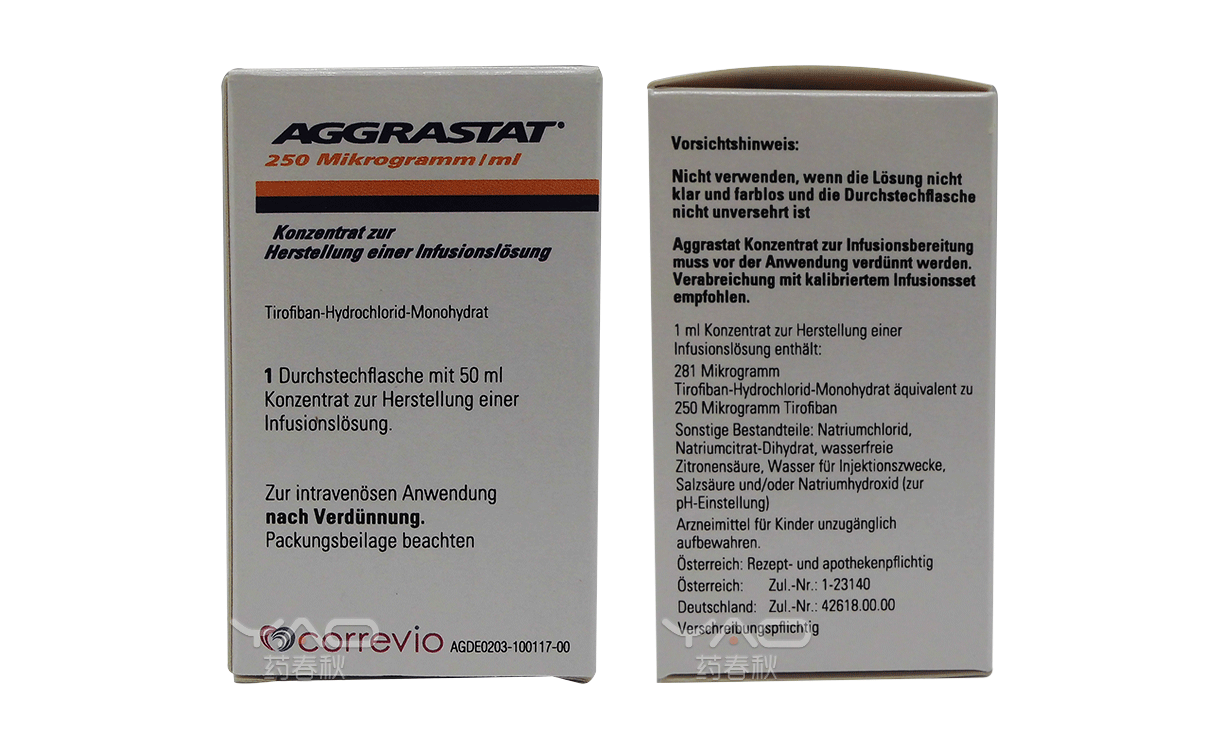 AGGRASTAT®
250 Mikrogramm/ml
Konzentrat zur
Herstellung einer Infusionslösung
Tirofiban-Hydrochlorid-Monohydrat
1 Durchstechflasche mit 50 ml
Konzentrat zur Herstellung einer
Infusionslösung.
Zur intravenösen Anwendung
nach Verdünnung.
Packungsbeilage beachten
correvio AGDE0203-100117-00
YAO
药春秋
Vorsichtshinweis:
Nicht verwenden, wenn die Lösung nicht
klar und farblos und die Durchstechflasche
nicht unversehrt ist
Aggrastat Konzentrat zur Infusionsbereitung
muss vor der Anwendung verdünnt werden.
Verabreichung mit kalibriertem Infusionsset
empfohlen.
1 ml Konzentrat zur Herstellung einer
Infusionslösung enthält:
281 Mikrogramm
Tirofiban-Hydrochlorid-Monohydrat äquivalent zu
250 Mikrogramm Tirofiban
Sonstige Bestandteile: Natriumchlorid,
Natriumcitrat-Dihydrat, wasserfreie
Zitronensäure, Wasser für Injektionszwecke,
Salzsäure und/oder Natriumhydroxid (zur
pH-Einstellung)
Arzneimittel für Kinder unzugänglich
aufbewahren.
Österreich: Rezept- und apothekenpflichtig
Österreich: Zul.-Nr.: 1-23140
Deutschland: Zul.-Nr.: 42618.00.00
Verschreibungspflichtig
YAO
药春秋